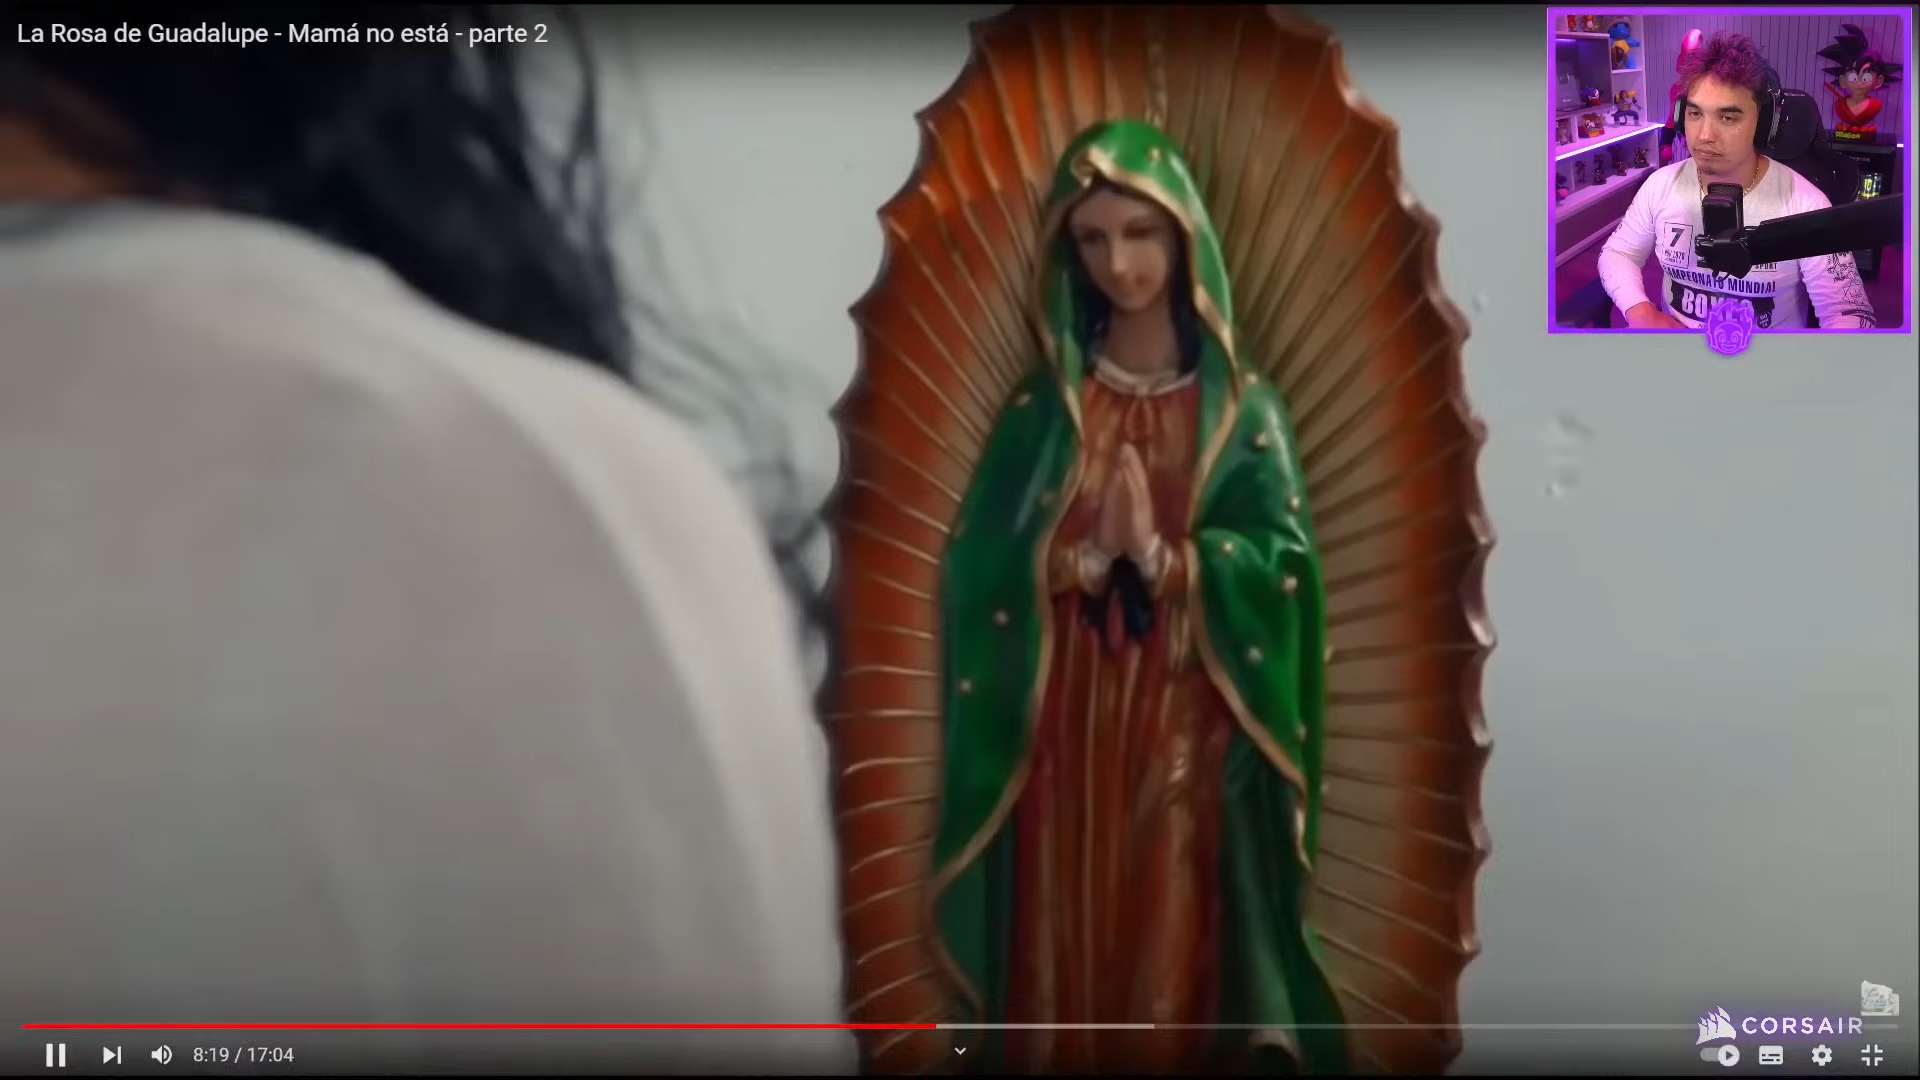 La Rosa de Guadalupe - Mamá no está - parte 2
7
CAMPEONATO MUNDIAL
CORSAIR
8:19 / 17:04